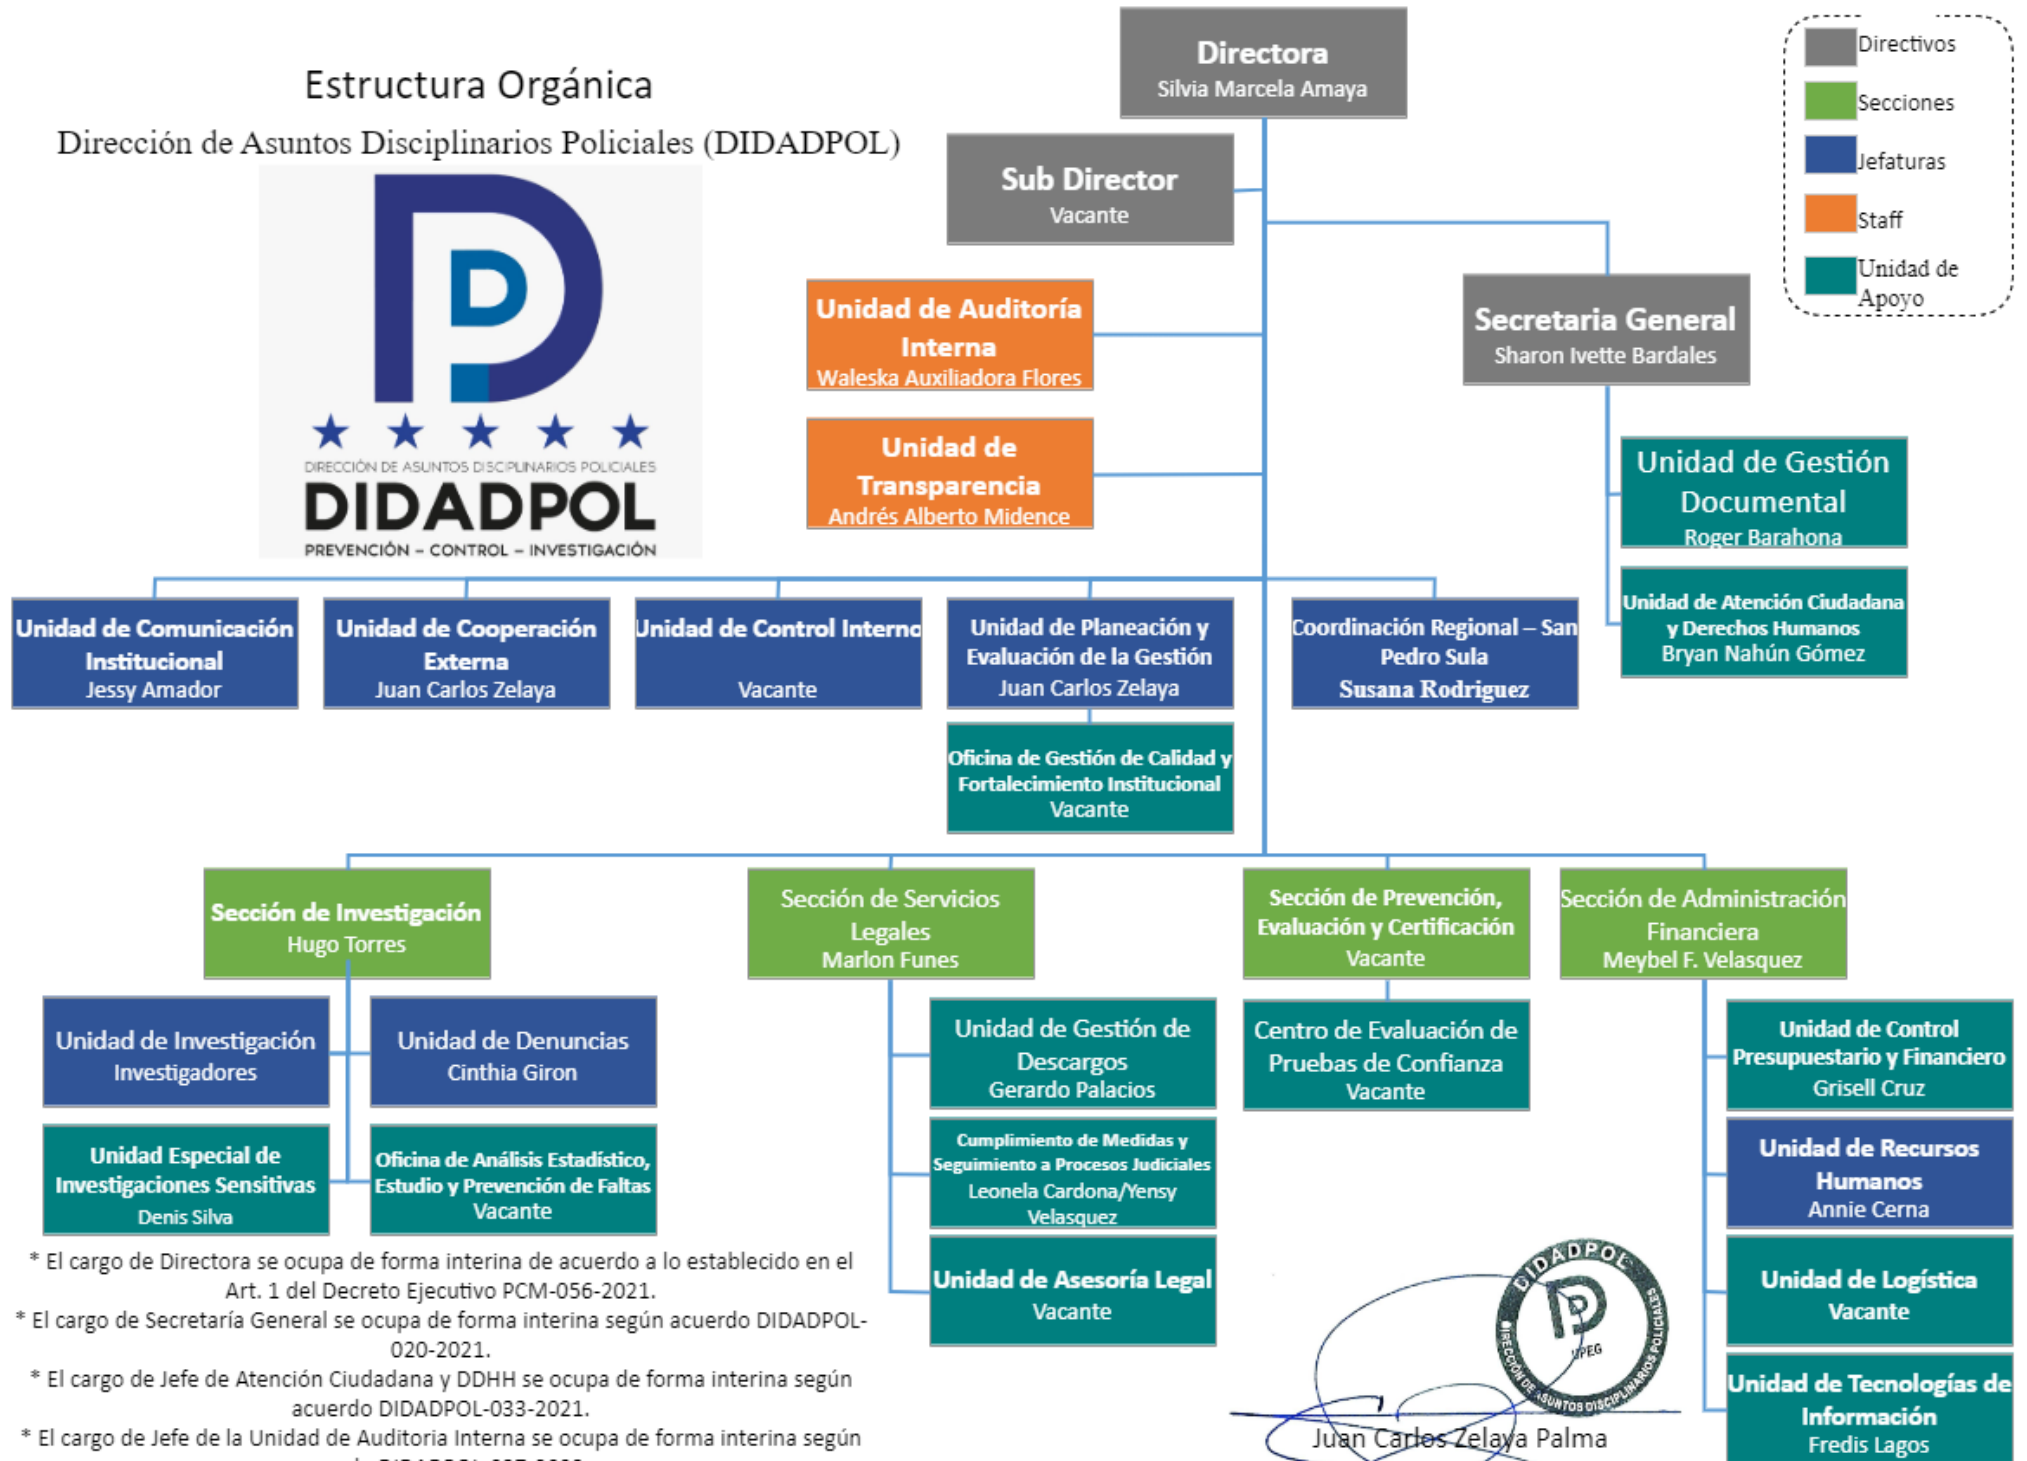 Estructura Orgánica
Dirección de Asuntos Disciplinarios Policiales (DIDADPOL)
DIRECCIÓN DE ASUNTOS DISCIPLINARIOS POLICIALES
DIDADPOL
PREVENCIÓN – CONTROL – INVESTIGACIÓN
Directora
Silvia Marcela Amaya
Sub Director
Vacante
Directivos
Secciones
Jefaturas
Staff
Unidad de
Apoyo
Unidad de Auditoría
Interna
Waleska Auxiliadora Flores
Secretaria General
Sharon Ivette Bardales
Unidad de
Transparencia
Andrés Alberto Midence
Unidad de Gestión
Documental
Roger Barahona
Unidad de Atención Ciudadana
y Derechos Humanos
Bryan Nahún Gómez
Unidad de Comunicación
Institucional
Jessy Amador
Unidad de Cooperación
Externa
Juan Carlos Zelaya
Unidad de Control Interno
Vacante
Unidad de Planeación y
Evaluación de la Gestión
Juan Carlos Zelaya
Coordinación Regional – San
Pedro Sula
Susana Rodriguez
Oficina de Gestión de Calidad y
Fortalecimiento Institucional
Vacante
Sección de Investigación
Hugo Torres
Sección de Servicios
Legales
Marlon Funes
Sección de Prevención,
Evaluación y Certificación
Vacante
Sección de Administración
Financiera
Meybel F. Velasquez
Unidad de Investigación
Investigadores
Unidad de Denuncias
Cinthia Giron
Unidad Especial de
Investigaciones Sensitivas
Denis Silva
Oficina de Análisis Estadístico,
Estudio y Prevención de Faltas
Vacante
Unidad de Gestión de
Descargos
Gerardo Palacios
Cumplimiento de Medidas y
Seguimiento a Procesos Judiciales
Leonela Cardona/Yensy
Velasquez
Unidad de Asesoría Legal
Vacante
Centro de Evaluación de
Pruebas de Confianza
Vacante
Unidad de Control
Presupuestario y Financiero
Grisell Cruz
Unidad de Recursos
Humanos
Annie Cerna
Unidad de Logística
Vacante
Unidad de Tecnologías de
Información
Fredis Lagos
* El cargo de Directora se ocupa de forma interina de acuerdo a lo establecido en el
Art. 1 del Decreto Ejecutivo PCM-056-2021.
* El cargo de Secretaría General se ocupa de forma interina según acuerdo DIDADPOL-
020-2021.
* El cargo de Jefe de Atención Ciudadana y DDHH se ocupa de forma interina según
acuerdo DIDADPOL-033-2021.
* El cargo de Jefe de la Unidad de Auditoria Interna se ocupa de forma interina según
DIDADPOL
UPEG
DIRECCIÓN DE ASUNTOS DISCIPLINARIOS POLICIALES
Juan Carlos Zelaya Palma